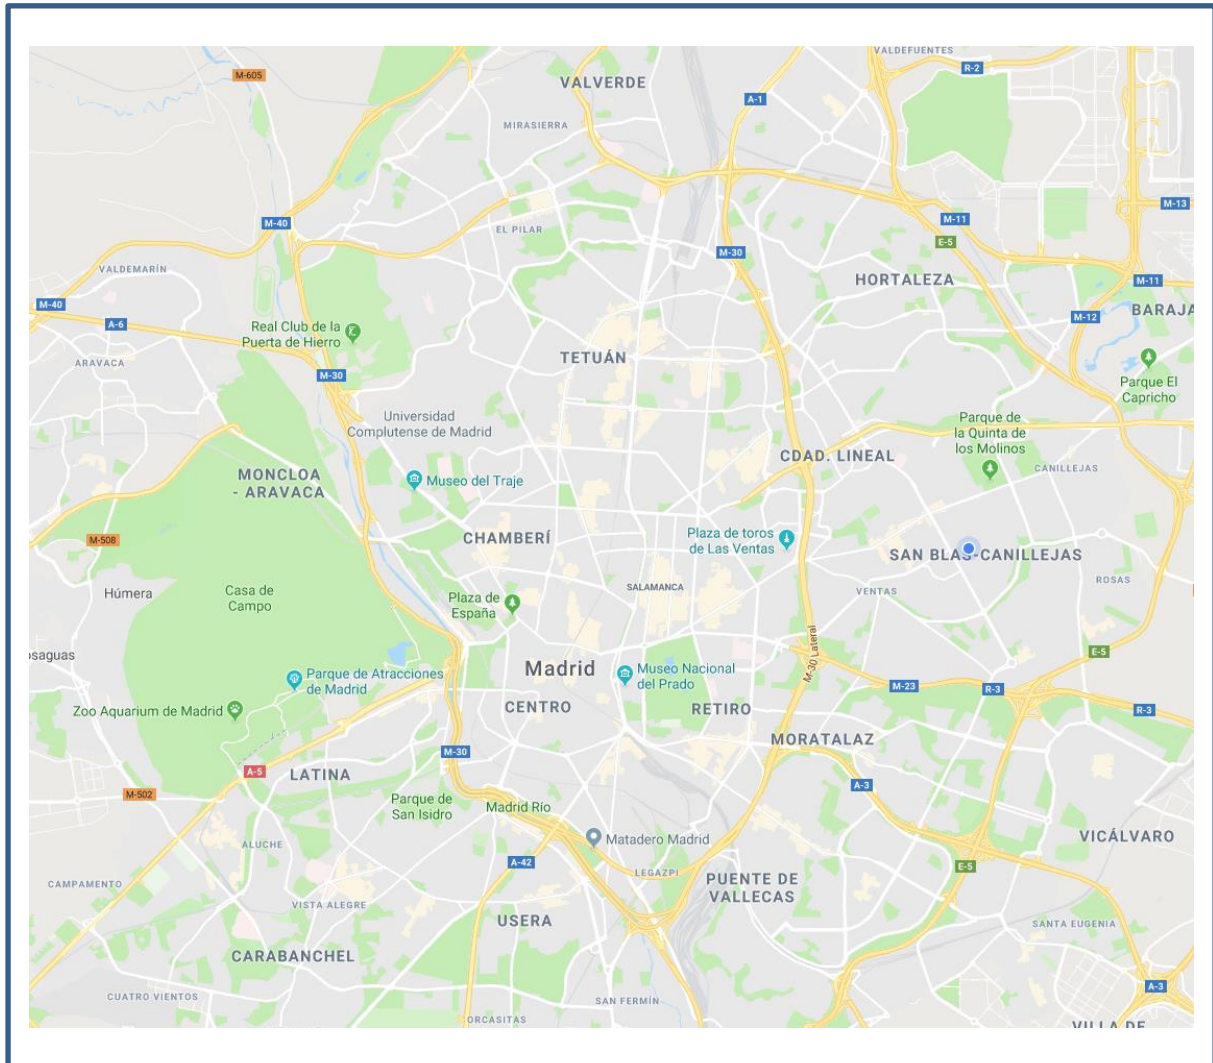 VALDEFUENTES
M-605
R-2
VALVERDE
A-1
MIRASIERRA
M-13
M-40
M-11
EL PILAR
E-5
M-30
VALDEMARÍN
HORTALEZA
M-11
M-40
BARAJA
M-12
A-6
Real Club de la
Puerta de Hierro
TETUÁN
ARAVACA
M-30
Parque El
Capricho
Universidad
Complutense de Madrid
Parque de
la Quinta de
los Molinos
CDAD. LINEAL
CANILLEJAS
MONCLOA
- ARAVACA
Museo del Traje
M-508
CHAMBERÍ
Plaza de toros
de Las Ventas
SAN BLAS-CANILLEJAS
ROSAS
Húmera
Casa de
Campo
SALAMANCA
VENTAS
Plaza de
España
osaguas
M-30 Lateral
E-5
Madrid
Museo Nacional
del Prado
Parque de Atracciones
de Madrid
M-23
R-3
Zoo Aquarium de Madrid
CENTRO
RETIRO
R-3
MORATALAZ
M-30
A-5
LATINA
A-3
M-502
Parque de
San Isidro
Madrid Río
Matadero Madrid
VICÁLVARO
ALUCHE
A-42
LEGAZPI
E-5
CAMPAMENTO
PUENTE DE
VALLECAS
VISTA ALEGRE
USERA
SANTA EUGENIA
CARABANCHEL
A-3
CUATRO VIENTOS
SAN FERMÍN
ORCASITAS
VILLA DE